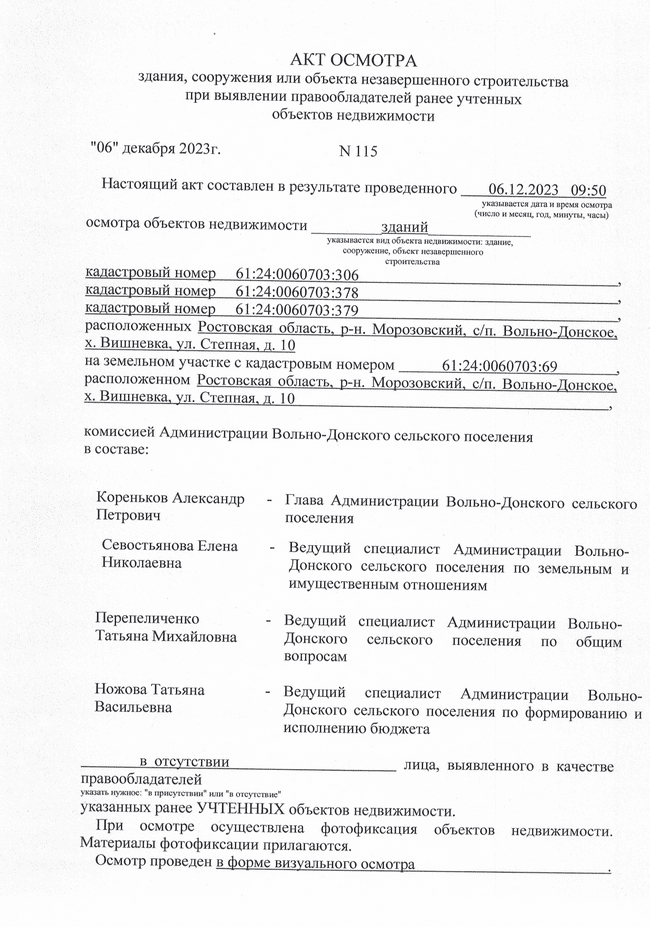 АКТ ОСМОТРА
здания, сооружения или объекта незавершенного строительства
при выявлении правообладателей ранее учтенных
объектов недвижимости
"06" декабря 2023г. N 115
Настоящий акт составлен в результате проведенного 06.12.2023 09:50
указывается дата и время осмотра
(число и месяц, год, минуты, часы)
осмотра объектов недвижимости зданий
указывается вид объекта недвижимости: здание,
сооружение, объект незавершенного
строительства
кадастровый номер 61:24:0060703:306,
кадастровый номер 61:24:0060703:378,
кадастровый номер 61:24:0060703:379,
расположенных Ростовская область, р-н. Морозовский, с/п. Вольно-Донское,
х. Вишневка, ул. Степная, д. 10
на земельном участке с кадастровым номером 61:24:0060703:69,
расположенном Ростовская область, р-н. Морозовский, с/п. Вольно-Донское,
х. Вишневка, ул. Степная, д. 10,
комиссией Администрации Вольно-Донского сельского поселения
в составе:
Кореньков Александр - Глава Администрации Вольно-Донского сельского
Петрович поселения
Севостьянова Елена - Ведущий специалист Администрации Вольно-
Николаевна Донского сельского поселения по земельным и
имущественным отношениям
Перепеличенко - Ведущий специалист Администрации Вольно-
Татьяна Михайловна Донского сельского поселения по общим
вопросам
Ножова Татьяна - Ведущий специалист Администрации Вольно-
Васильевна Донского сельского поселения по формированию и
исполнению бюджета
в отсутствии лица, выявленного в качестве
правообладателей
указать нужное: "в присутствии" или "в отсутствие"
указанных ранее УЧТЕННЫХ объектов недвижимости.
При осмотре осуществлена фотофиксация объектов недвижимости.
Материалы фотофиксации прилагаются.
Осмотр проведен в форме визуального осмотра.